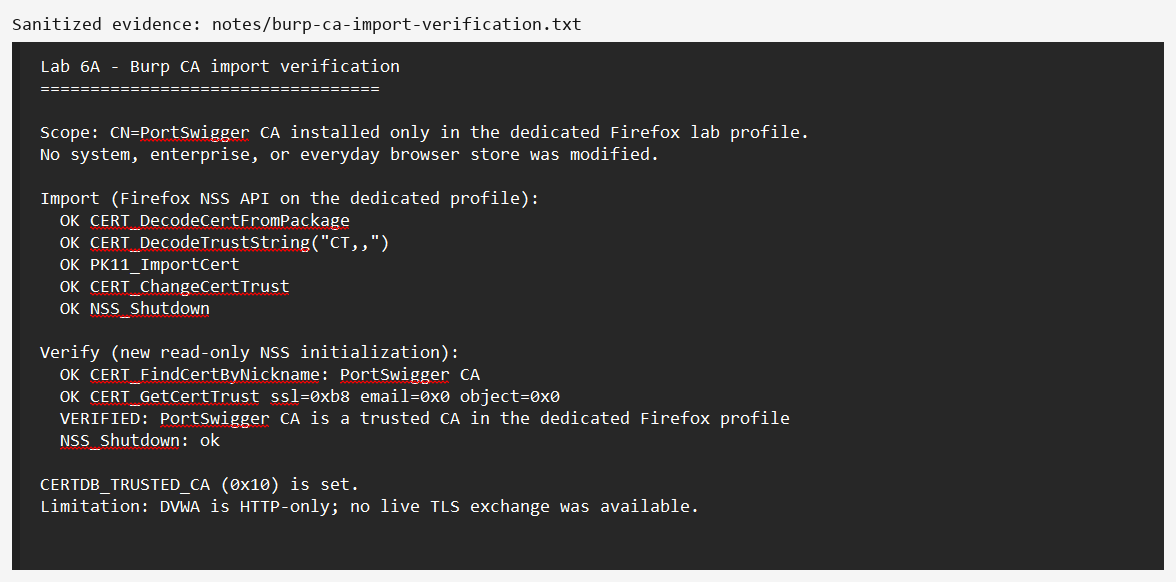 Sanitized evidence: notes/burp-ca-import-verification.txt
Lab 6A - Burp CA import verification
==================================
Scope: CN=PortSwigger CA installed only in the dedicated Firefox lab profile.
No system, enterprise, or everyday browser store was modified.
Import (Firefox NSS API on the dedicated profile):
OK CERT_DecodeCertFromPackage
OK CERT_DecodeTrustString("CT,,")
OK PK11_ImportCert
OK CERT_ChangeCertTrust
OK NSS_Shutdown
Verify (new read-only NSS initialization):
OK CERT_FindCertByNickname: PortSwigger CA
OK CERT_GetCertTrust ssl=0xb8 email=0x0 object=0x0
VERIFIED: PortSwigger CA is a trusted CA in the dedicated Firefox profile
NSS_Shutdown: ok
CERTDB_TRUSTED_CA (0x10) is set.
Limitation: DVWA is HTTP-only; no live TLS exchange was available.